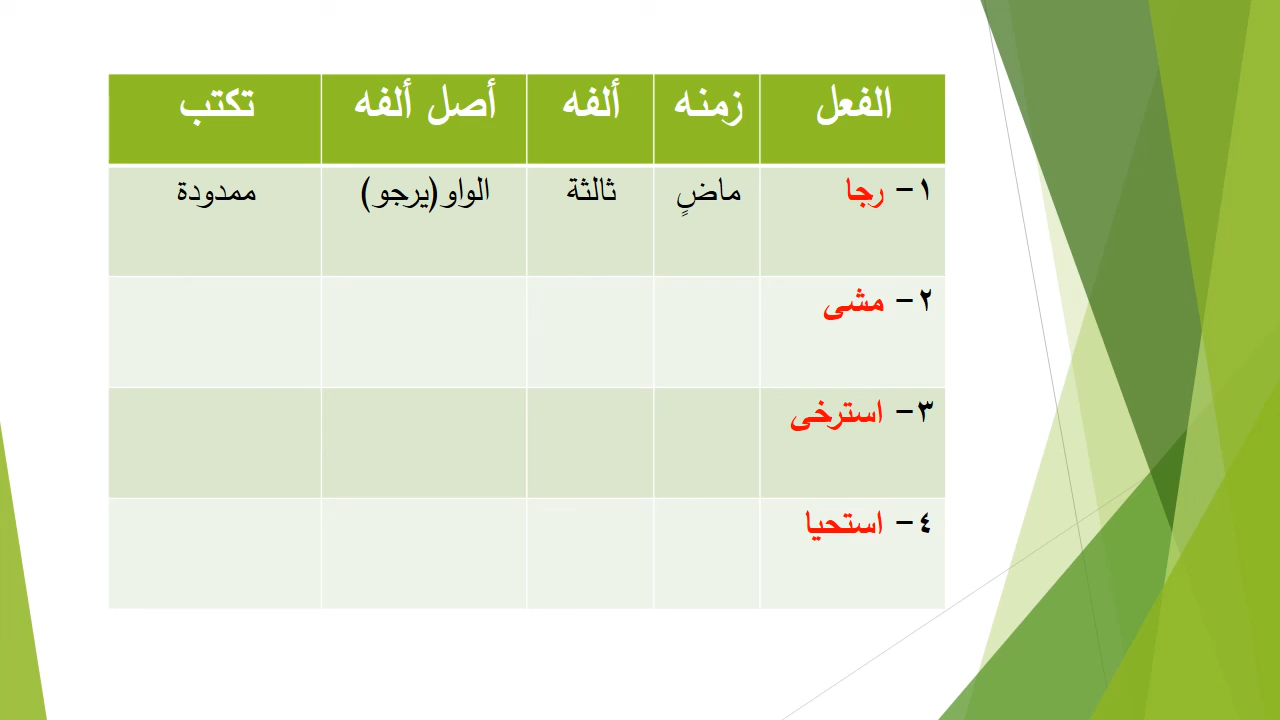 الفعل زمنه ألفه أصل ألفه تكتب
١- رجا ماضٍ ثالثة الواو(يرجو) ممدودة
٢- مشى
٣- استرخى
٤- استحيا